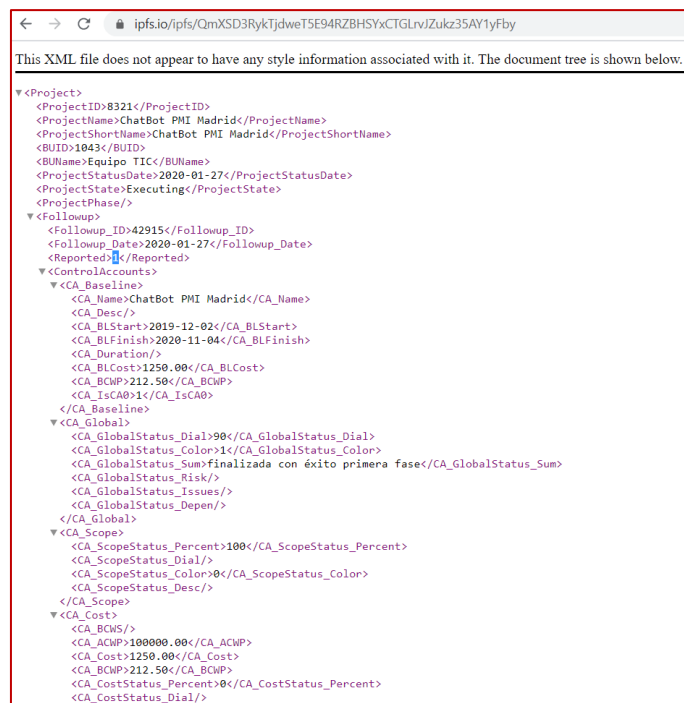 ipfs.io/ipfs/QmXSD3RykTjdweT5E94RZBHSYxCTGLrvJZukz35AY1yFby
This XML file does not appear to have any style information associated with it. The document tree is shown below.
▼<Project>
<ProjectID>8321</ProjectID>
<ProjectName>ChatBot PMI Madrid</ProjectName>
<ProjectShortName>ChatBot PMI Madrid</ProjectShortName>
<BUID>1043</BUID>
<BUName>Equipo TIC</BUName>
<ProjectStatusDate>2020-01-27</ProjectStatusDate>
<ProjectState>Executing</ProjectState>
<ProjectPhase/>
▼<Followup>
<Followup_ID>42915</Followup_ID>
<Followup_Date>2020-01-27</Followup_Date>
<Reported>1</Reported>
▼<ControlAccounts>
▼<CA_Baseline>
<CA_Name>ChatBot PMI Madrid</CA_Name>
<CA_Desc/>
<CA_BLStart>2019-12-02</CA_BLStart>
<CA_BLFinish>2020-11-04</CA_BLFinish>
<CA_Duration/>
<CA_BLCost>1250.00</CA_BLCost>
<CA_BCWP>212.50</CA_BCWP>
<CA_IsCA0>1</CA_IsCA0>
</CA_Baseline>
▼<CA_Global>
<CA_GlobalStatus_Dial>90</CA_GlobalStatus_Dial>
<CA_GlobalStatus_Color>1</CA_GlobalStatus_Color>
<CA_GlobalStatus_Sum>finalizada con éxito primera fase</CA_GlobalStatus_Sum>
<CA_GlobalStatus_Risk/>
<CA_GlobalStatus_Issues/>
<CA_GlobalStatus_Depen/>
</CA_Global>
▼<CA_Scope>
<CA_ScopeStatus_Percent>100</CA_ScopeStatus_Percent>
<CA_ScopeStatus_Dial/>
<CA_ScopeStatus_Color>0</CA_ScopeStatus_Color>
<CA_ScopeStatus_Desc/>
</CA_Scope>
▼<CA_Cost>
<CA_BCWS/>
<CA_ACWP>100000.00</CA_ACWP>
<CA_Cost>1250.00</CA_Cost>
<CA_BCWP>212.50</CA_BCWP>
<CA_CostStatus_Percent>0</CA_CostStatus_Percent>
<CA_CostStatus_Dial/>